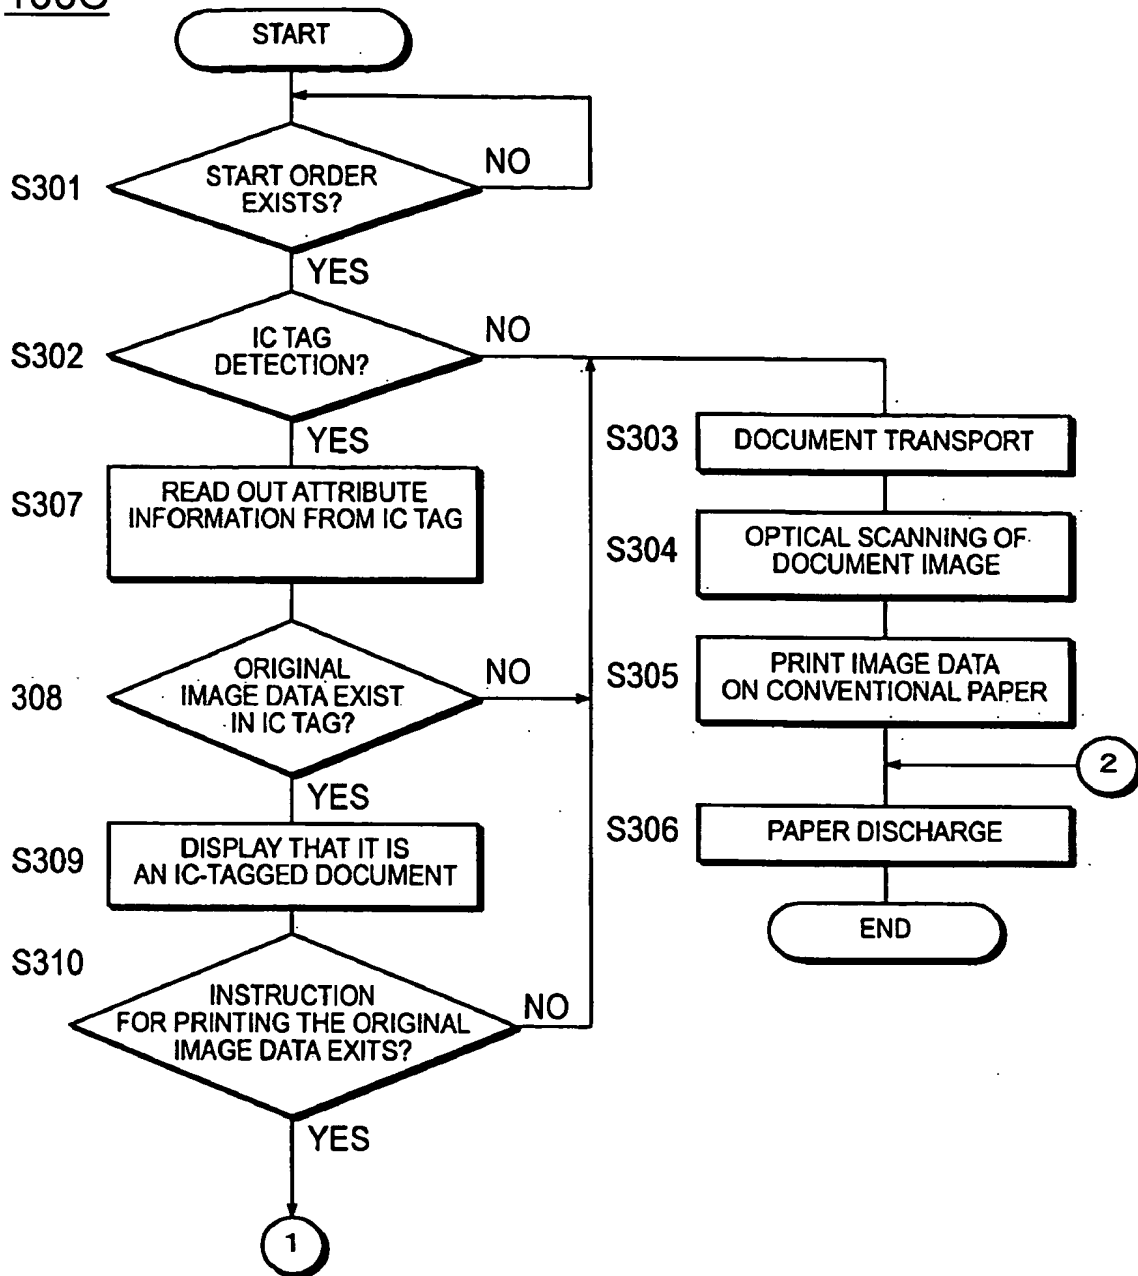 START
S301
START ORDER
EXISTS?
NO
YES
S302
IC TAG
DETECTION?
NO
YES
S307
READ OUT ATTRIBUTE
INFORMATION FROM IC TAG
308
ORIGINAL
IMAGE DATA EXIST
IN IC TAG?
NO
YES
S309
DISPLAY THAT IT IS
AN IC-TAGGED DOCUMENT
S310
INSTRUCTION
FOR PRINTING THE ORIGINAL
IMAGE DATA EXITS?
NO
YES
1
S303
DOCUMENT TRANSPORT
S304
OPTICAL SCANNING OF
DOCUMENT IMAGE
S305
PRINT IMAGE DATA
ON CONVENTIONAL PAPER
2
S306
PAPER DISCHARGE
END